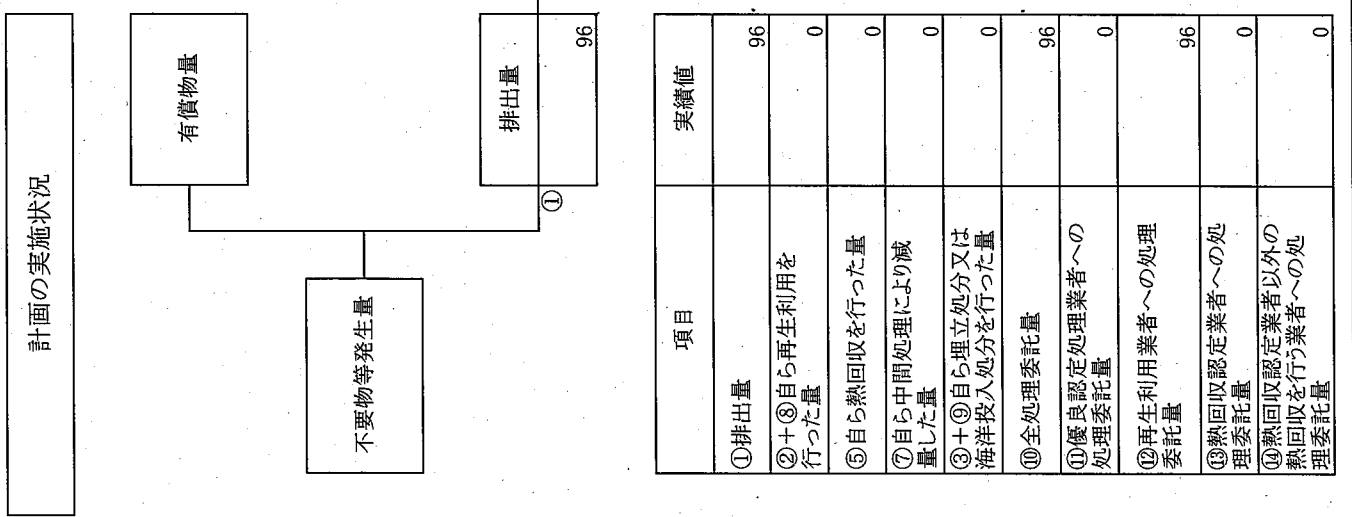 計画の実施状況
有償物量
不要物等発生量
排出量
①
96
項目 実績値
①排出量 96
②+⑧自ら再生利用を
行った量 0
⑤自ら熱回収を行った量 0
⑦自ら中間処理により減
量した量 0
③+⑨自ら埋立処分又は
海洋投入処分を行った量 0
⑩全処理委託量 96
⑪優良認定処理業者への
処理委託量 0
⑫再生利用業者への処理
委託量 96
⑬熱回収認定業者への処
理委託量 0
⑭熱回収認定業者以外の
熱回収を行う業者への処
理委託量 0